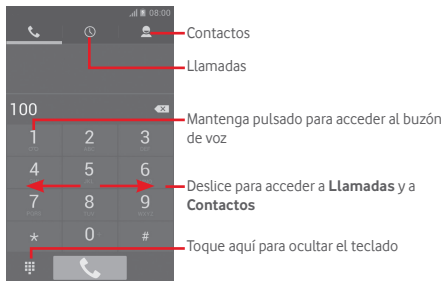 08:00
Contactos
Llamadas
100
Mantenga pulsado para acceder al buzón
de voz
1 2 3
4 5 6
Deslice para acceder a Llamadas y a
Contactos
7 8 9
* 0 #
Toque aquí para ocultar el teclado